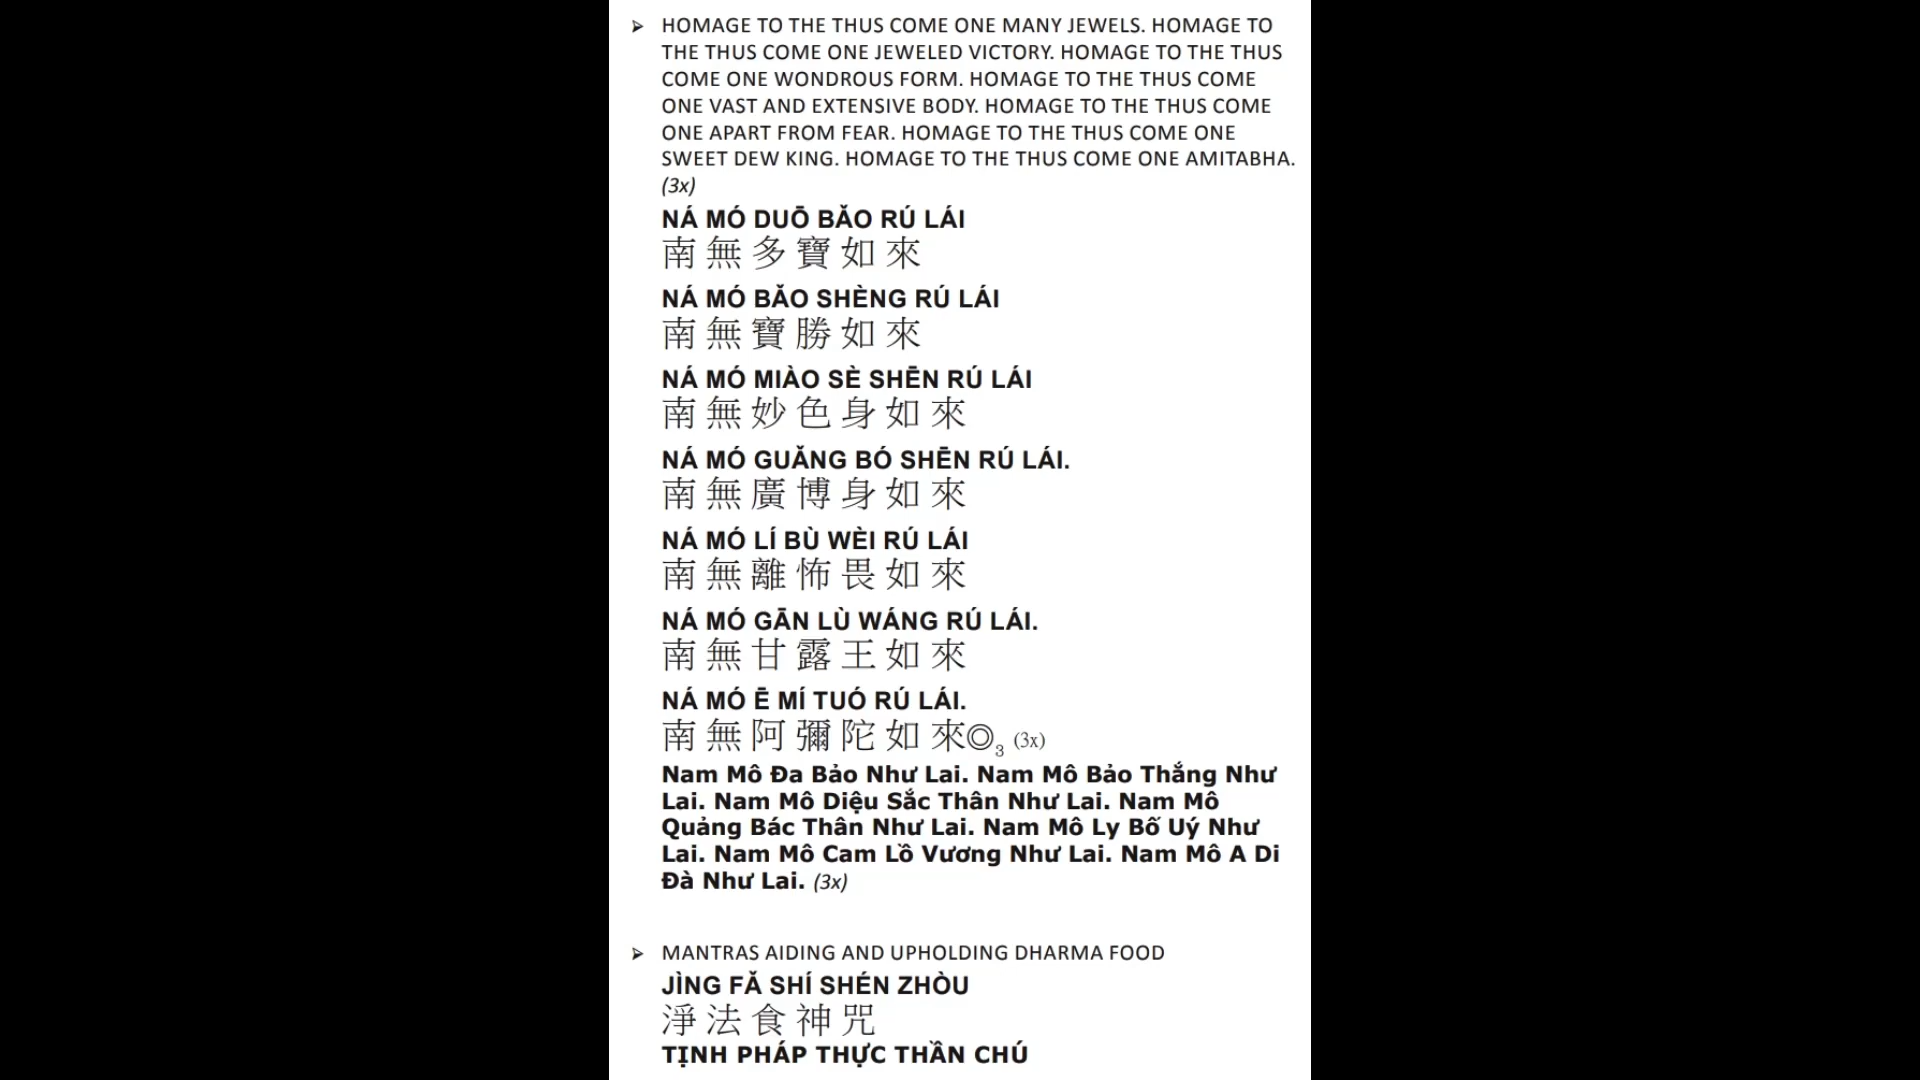 ➢ HOMAGE TO THE THUS COME ONE MANY JEWELS. HOMAGE TO
THE THUS COME ONE JEWELED VICTORY. HOMAGE TO THE THUS
COME ONE WONDROUS FORM. HOMAGE TO THE THUS COME
ONE VAST AND EXTENSIVE BODY. HOMAGE TO THE THUS COME
ONE APART FROM FEAR. HOMAGE TO THE THUS COME ONE
SWEET DEW KING. HOMAGE TO THE THUS COME ONE AMITABHA.
(3x)
NÁ MÓ DUŌ BǍO RÚ LÁI
南無多寶如來
NÁ MÓ BǍO SHÈNG RÚ LÁI
南無寶勝如來
NÁ MÓ MIÀO SÈ SHĒN RÚ LÁI
南無妙色身如來
NÁ MÓ GUǍNG BÓ SHĒN RÚ LÁI.
南無廣博身如來
NÁ MÓ LÍ BÙ WÈI RÚ LÁI
南無離怖畏如來
NÁ MÓ GĀN LÙ WÁNG RÚ LÁI.
南無甘露王如來
NÁ MÓ Ē MÍ TUÓ RÚ LÁI.
南無阿彌陀如來◎3 (3x)
Nam Mô Đa Bảo Như Lai. Nam Mô Bảo Thắng Như
Lai. Nam Mô Diệu Sắc Thân Như Lai. Nam Mô
Quảng Bác Thân Như Lai. Nam Mô Ly Bố Uý Như
Lai. Nam Mô Cam Lồ Vương Như Lai. Nam Mô A Di
Đà Như Lai. (3x)
➢ MANTRAS AIDING AND UPHOLDING DHARMA FOOD
JÌNG FǍ SHÍ SHÉN ZHÒU
淨法食神咒
TỊNH PHÁP THỰC THẦN CHÚ